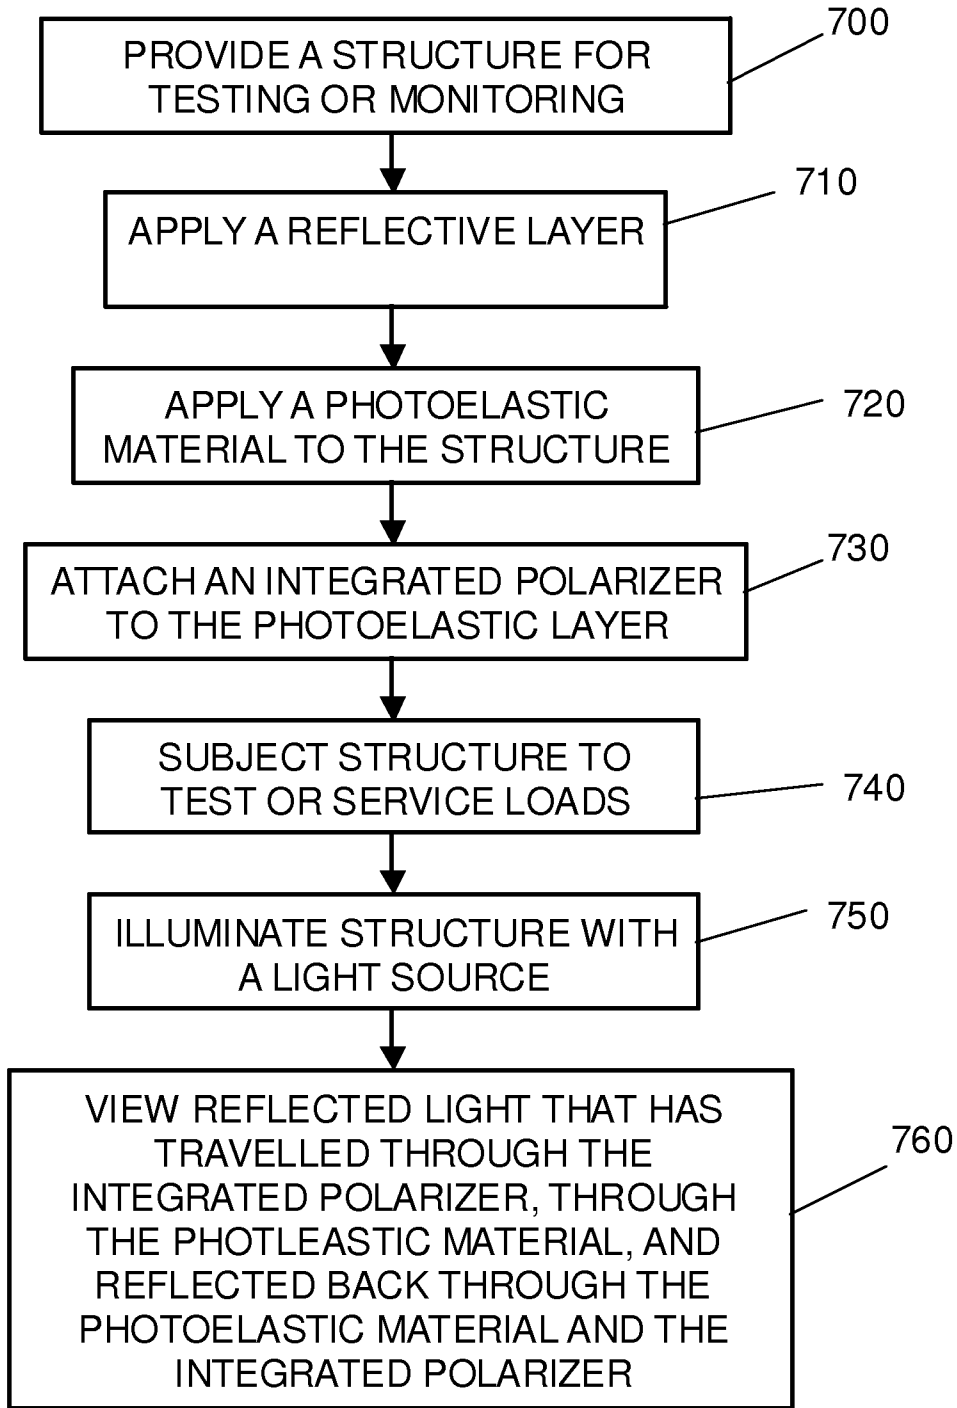 700
PROVIDE A STRUCTURE FOR
TESTING OR MONITORING
710
APPLY A REFLECTIVE LAYER
720
APPLY A PHOTOELASTIC
MATERIAL TO THE STRUCTURE
730
ATTACH AN INTEGRATED POLARIZER
TO THE PHOTOELASTIC LAYER
SUBJECT STRUCTURE TO
TEST OR SERVICE LOADS
740
750
ILLUMINATE STRUCTURE WITH
A LIGHT SOURCE
VIEW REFLECTED LIGHT THAT HAS
TRAVELLED THROUGH THE
INTEGRATED POLARIZER, THROUGH
THE PHOTLEASTIC MATERIAL, AND
REFLECTED BACK THROUGH THE
PHOTOELASTIC MATERIAL AND THE
INTEGRATED POLARIZER
760